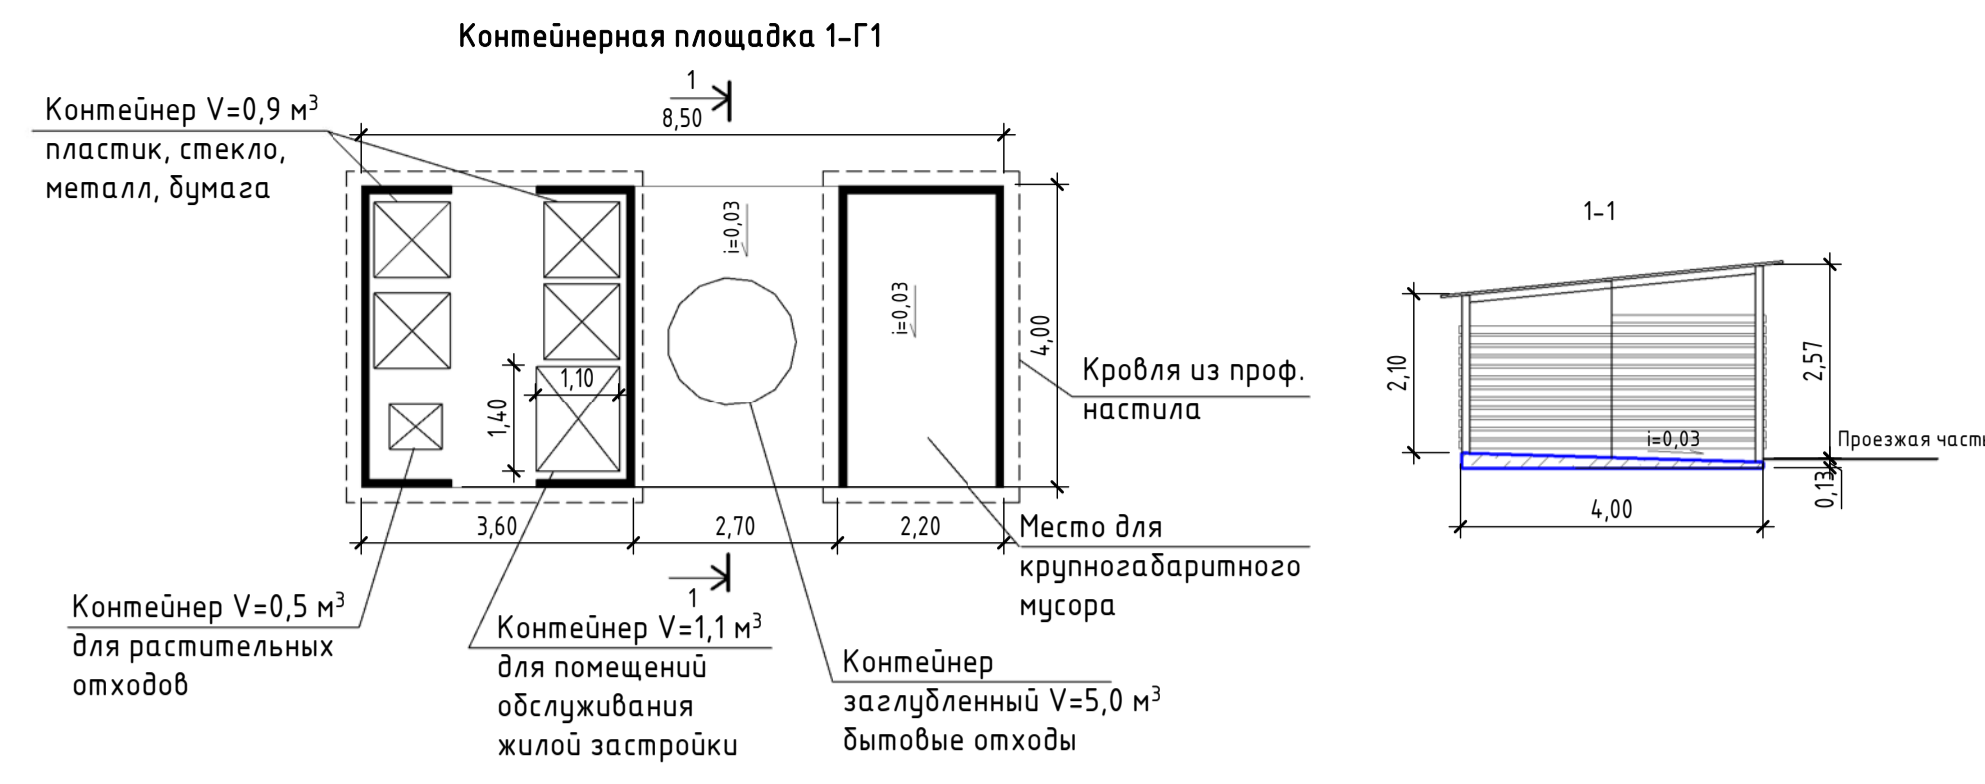 Контейнерная площадка 1-Г1
1
8,50
Контейнер V=0,9 м³
пластик, стекло,
металл, бумага
i=0,03
i=0,03
4,00
1,10
1,40
Кровля из проф.
настила
3,60
2,70
2,20
1
Место для
крупногабаритного
мусора
Контейнер V=0,5 м³
для растительных
отходов
Контейнер V=1,1 м³
для помещений
обслуживания
жилой застройки
Контейнер
заглубленный V=5,0 м³
бытовые отходы
1-1
2,10
2,57
i=0,03
Проезжая часть
0,13
4,00